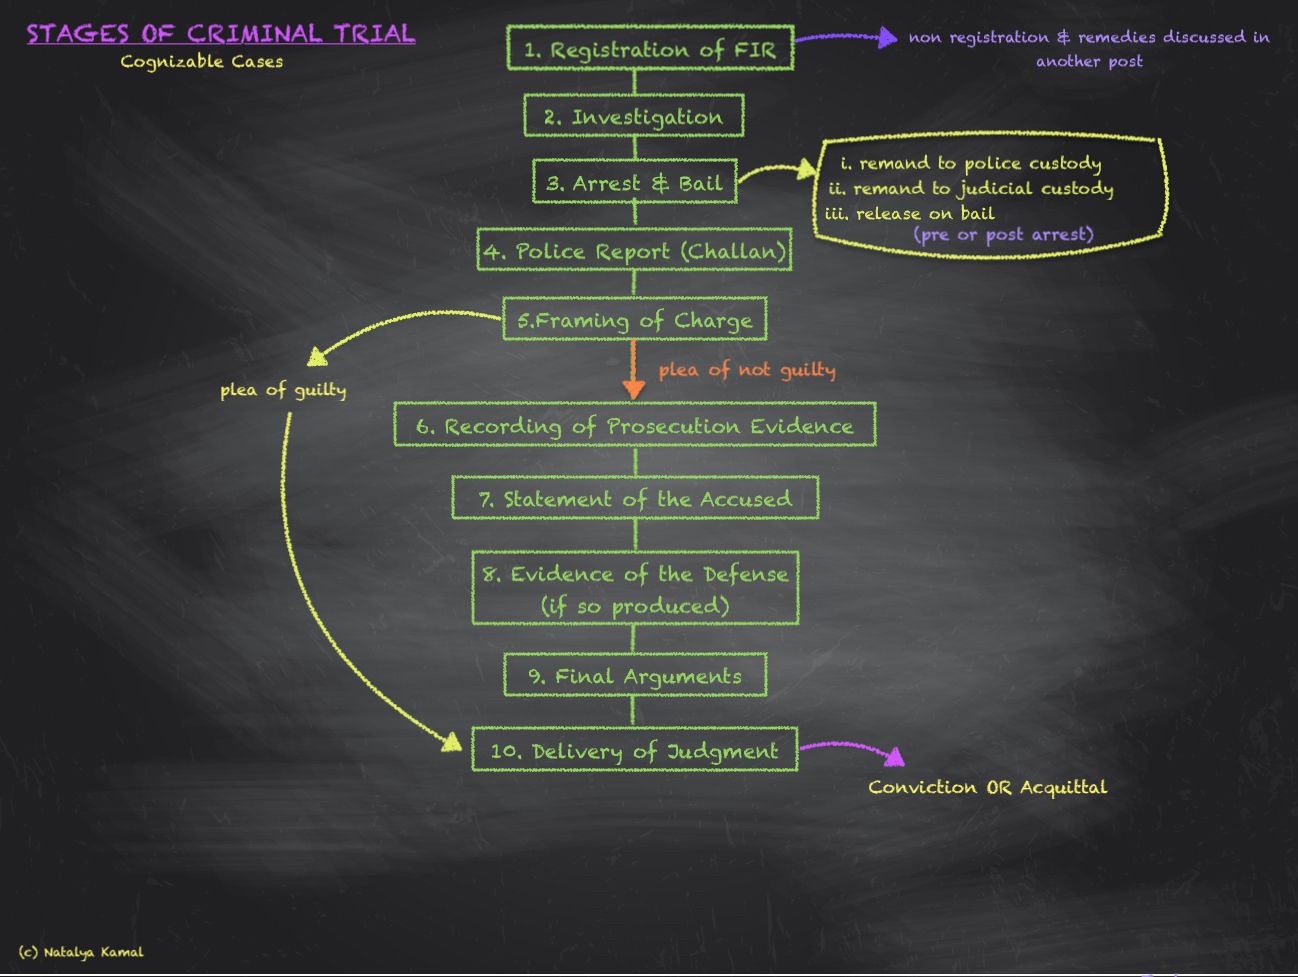 STAGES OF CRIMINAL TRIAL
Cognizable Cases
1. Registration of FIR
non registration & remedies discussed in
another post
2. Investigation
3. Arrest & Bail
i. remand to police custody
ii. remand to judicial custody
iii. release on bail
(pre or post arrest)
4. Police Report (Challan)
5.Framing of Charge
plea of guilty
plea of not guilty
6. Recording of Prosecution Evidence
7. Statement of the Accused
8. Evidence of the Defense
(if so produced)
9. Final Arguments
10. Delivery of Judgment
Conviction OR Acquittal
(c) Natalya Kamal